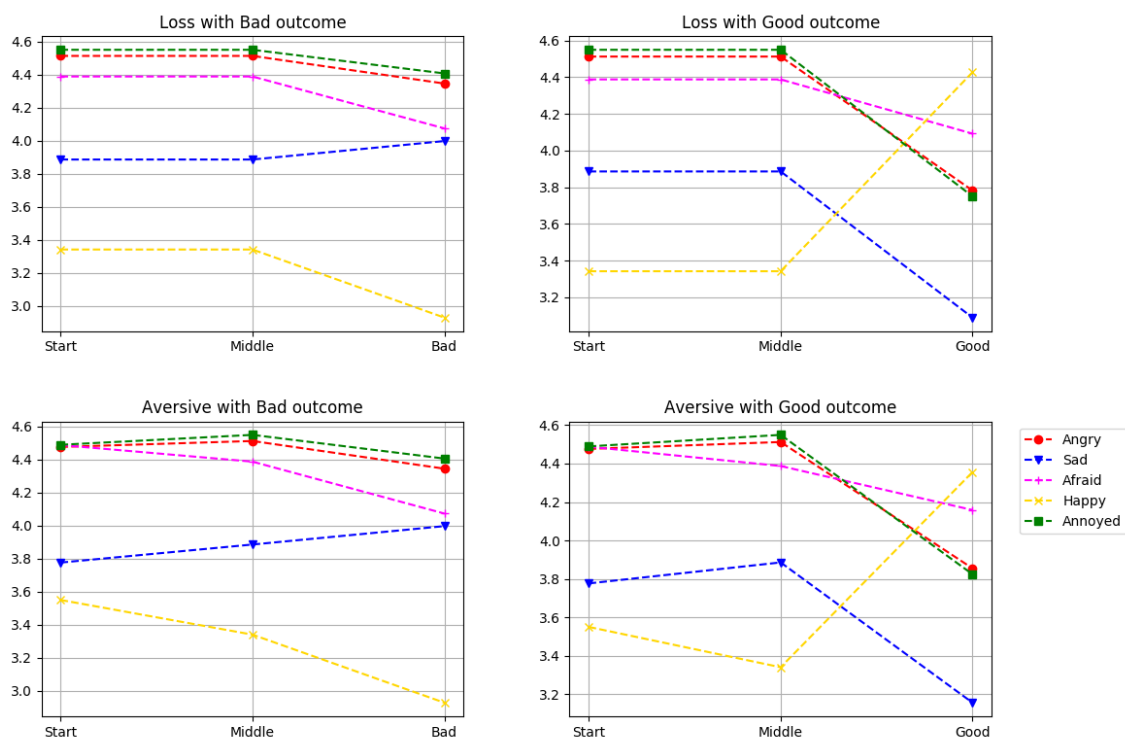 Loss with Bad outcome
4.6
4.4
4.2
4.0
3.8
3.6
3.4
3.2
3.0
Start Middle Bad
Loss with Good outcome
4.6
4.4
4.2
4.0
3.8
3.6
3.4
3.2
Start Middle Good
Aversive with Bad outcome
4.6
4.4
4.2
4.0
3.8
3.6
3.4
3.2
3.0
Start Middle Bad
Aversive with Good outcome
4.6
4.4
4.2
4.0
3.8
3.6
3.4
3.2
Start Middle Good
Angry
Sad
Afraid
Happy
Annoyed